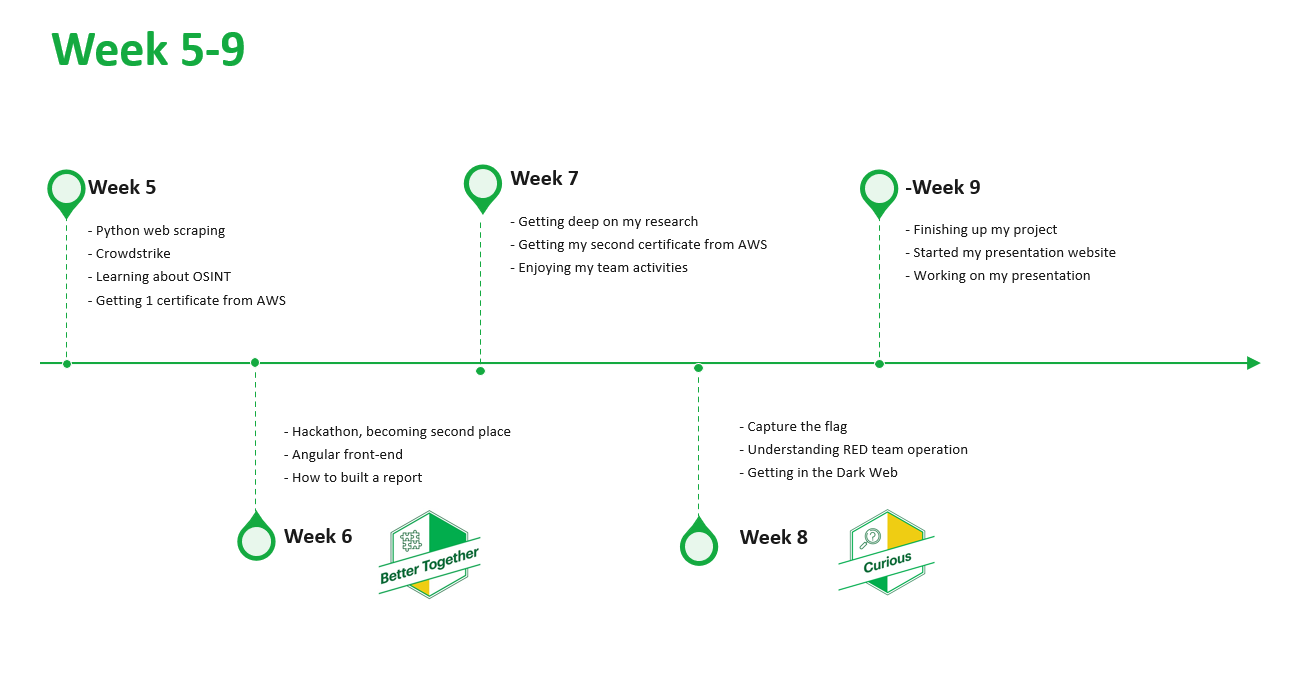 Week 5-9
Week 5
- Python web scraping
- Crowdstrike
- Learning about OSINT
- Getting 1 certificate from AWS
- Hackathon, becoming second place
- Angular front-end
- How to built a report
Week 6
Better Together
Week 7
- Getting deep on my research
- Getting my second certificate from AWS
- Enjoying my team activities
- Capture the flag
- Understanding RED team operation
- Getting in the Dark Web
Week 8
?
Curious
-Week 9
- Finishing up my project
- Started my presentation website
- Working on my presentation